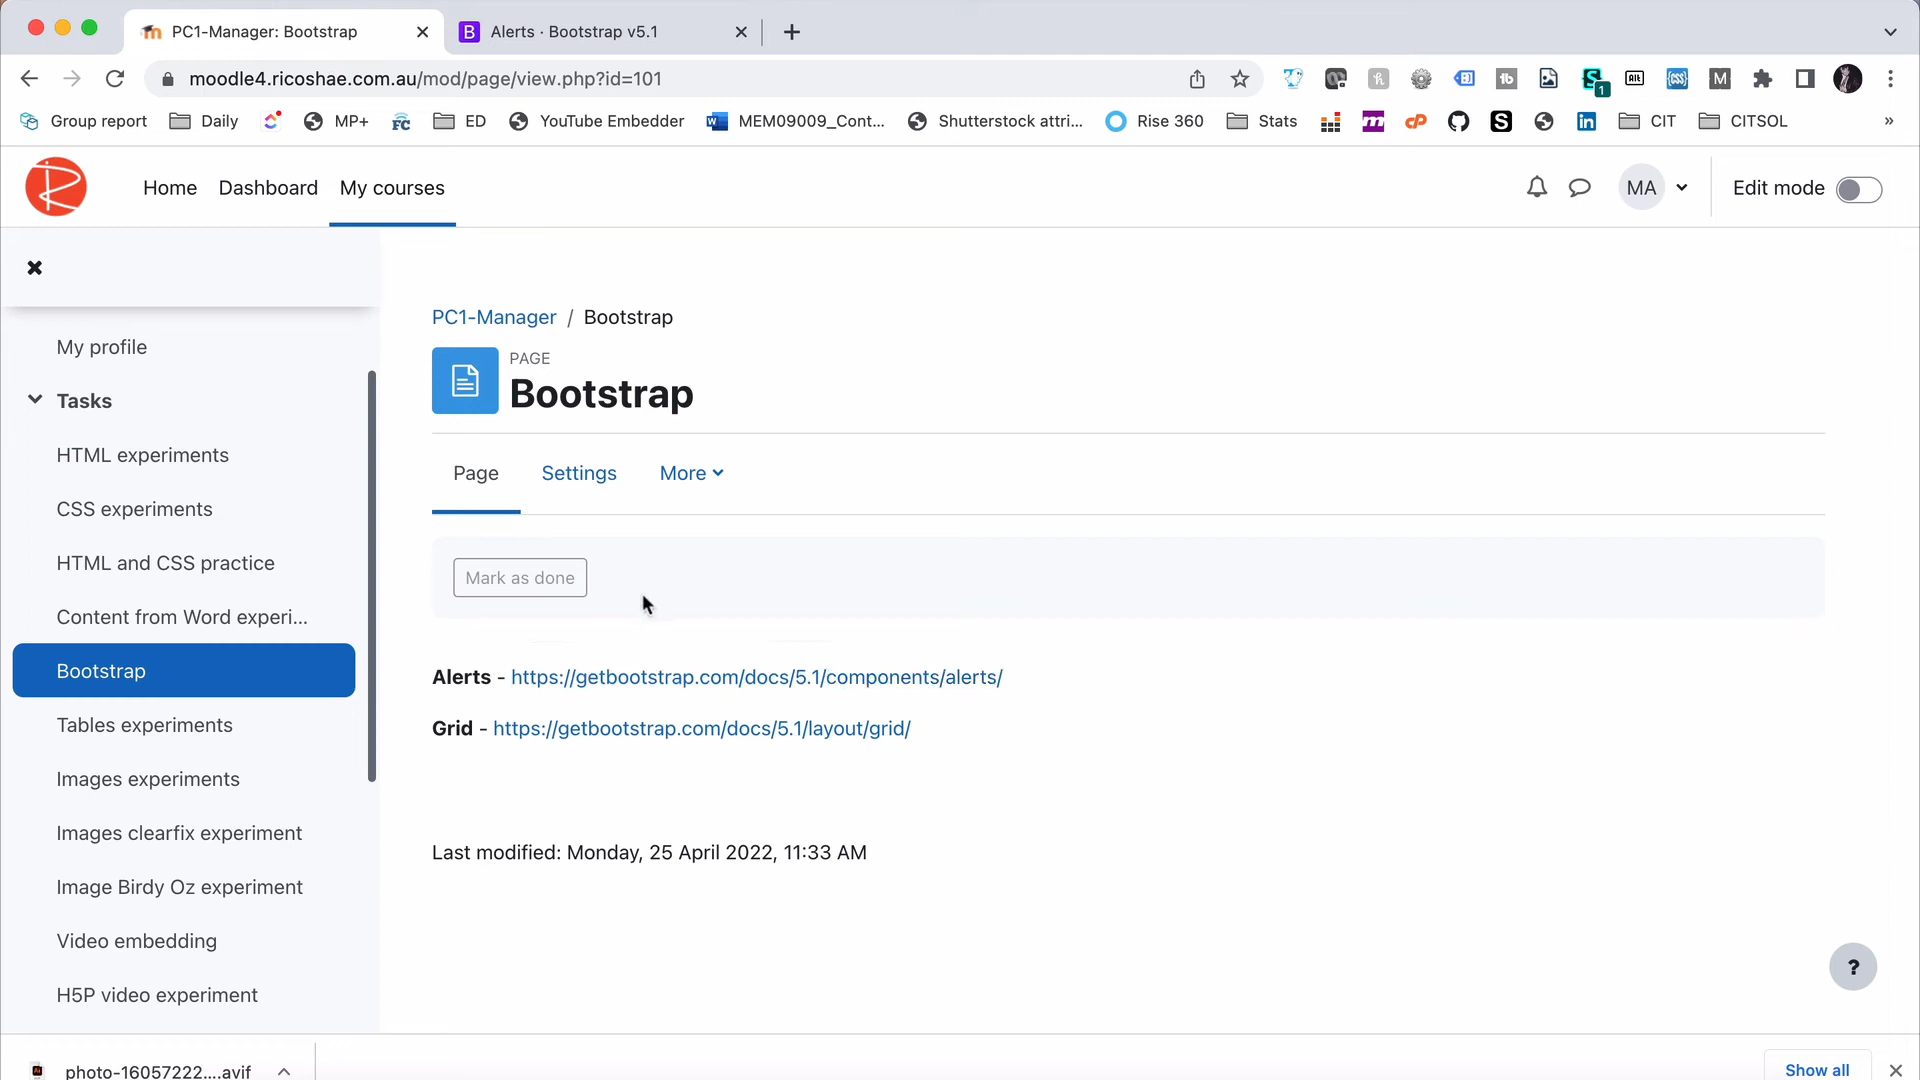 PC1-Manager: Bootstrap
Alerts · Bootstrap v5.1
moodle4.ricoshae.com.au/mod/page/view.php?id=101
Group report
Daily
MP+
FC
ED
YouTube Embedder
MEM09009_Cont...
Shutterstock attri...
Rise 360
Stats
CIT
CITSOL
»
Home
Dashboard
My courses
MA
Edit mode
My profile
Tasks
HTML experiments
CSS experiments
HTML and CSS practice
Content from Word experi...
Bootstrap
Tables experiments
Images experiments
Images clearfix experiment
Image Birdy Oz experiment
Video embedding
H5P video experiment
PC1-Manager / Bootstrap
PAGE
Bootstrap
Page
Settings
More
Mark as done
Alerts - https://getbootstrap.com/docs/5.1/components/alerts/
Grid - https://getbootstrap.com/docs/5.1/layout/grid/
Last modified: Monday, 25 April 2022, 11:33 AM
?
photo-16057222....avif
Show all